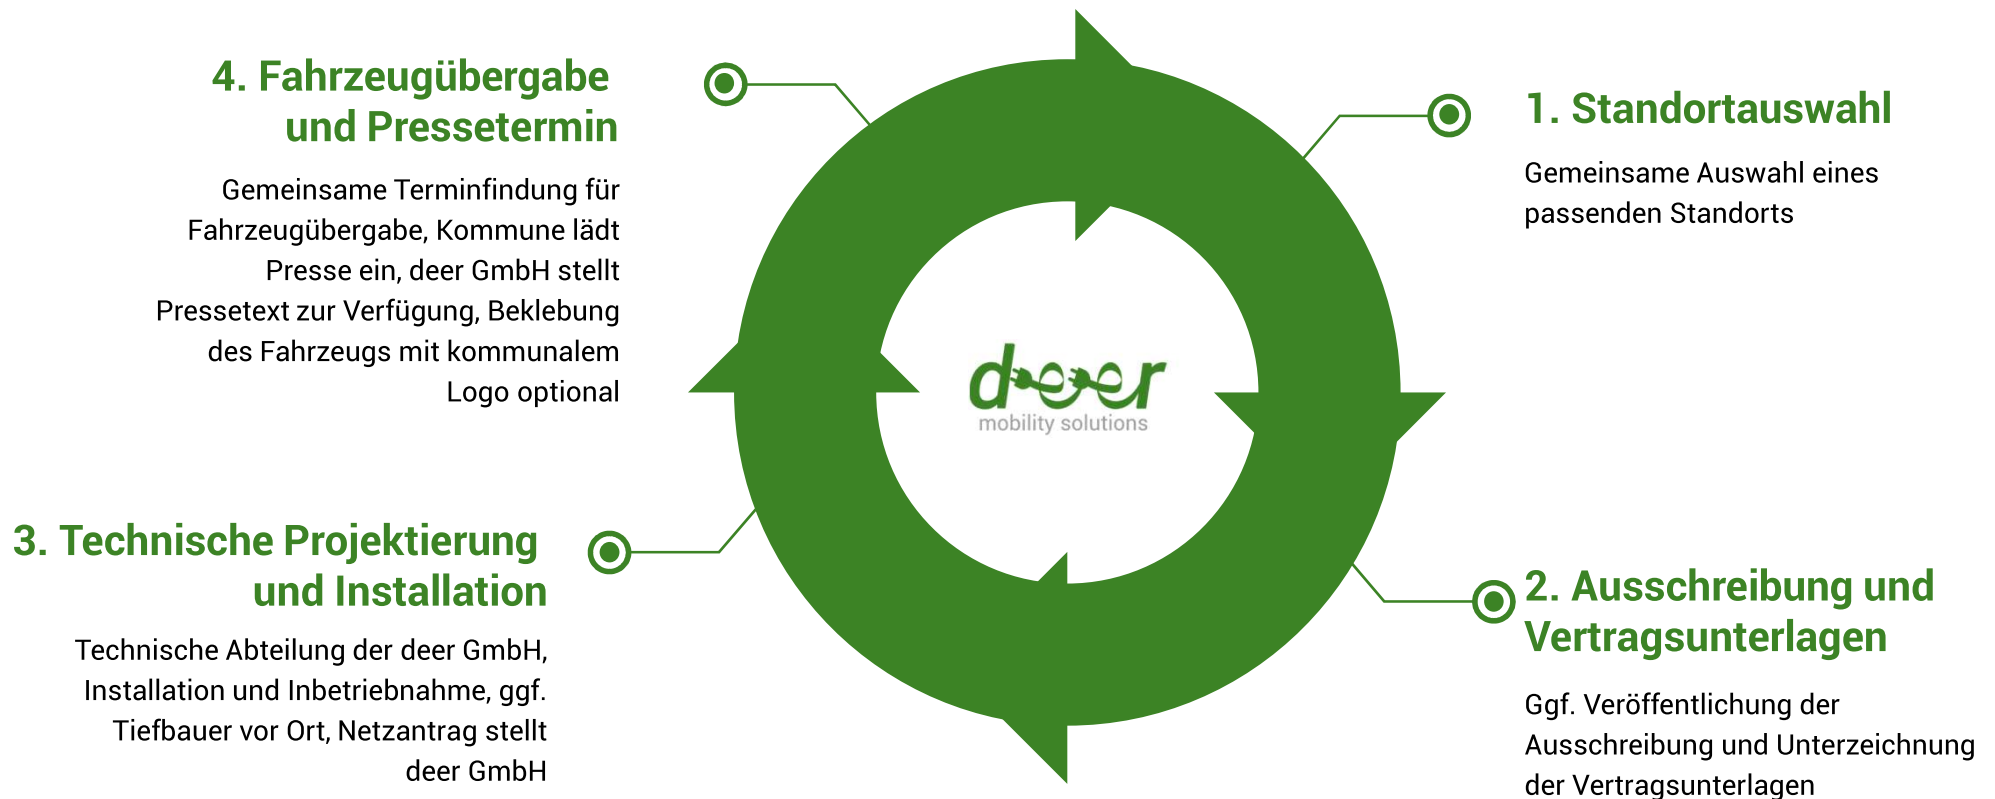 4. Fahrzeugübergabe
und Pressetermin
Gemeinsame Terminfindung für
Fahrzeugübergabe, Kommune lädt
Presse ein, deer GmbH stellt
Pressetext zur Verfügung, Beklebung
des Fahrzeugs mit kommunalem
Logo optional
1. Standortauswahl
Gemeinsame Auswahl eines
passenden Standorts
deer
mobility solutions
3. Technische Projektierung
und Installation
Technische Abteilung der deer GmbH,
Installation und Inbetriebnahme, ggf.
Tiefbauer vor Ort, Netzantrag stellt
deer GmbH
2. Ausschreibung und
Vertragsunterlagen
Ggf. Veröffentlichung der
Ausschreibung und Unterzeichnung
der Vertragsunterlagen